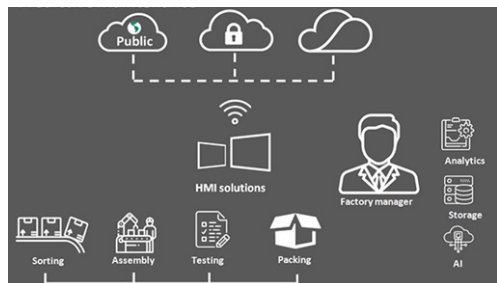 Public
HMI solutions
Factory manager
Analytics
Storage
AI
Sorting
Assembly
Testing
Packing